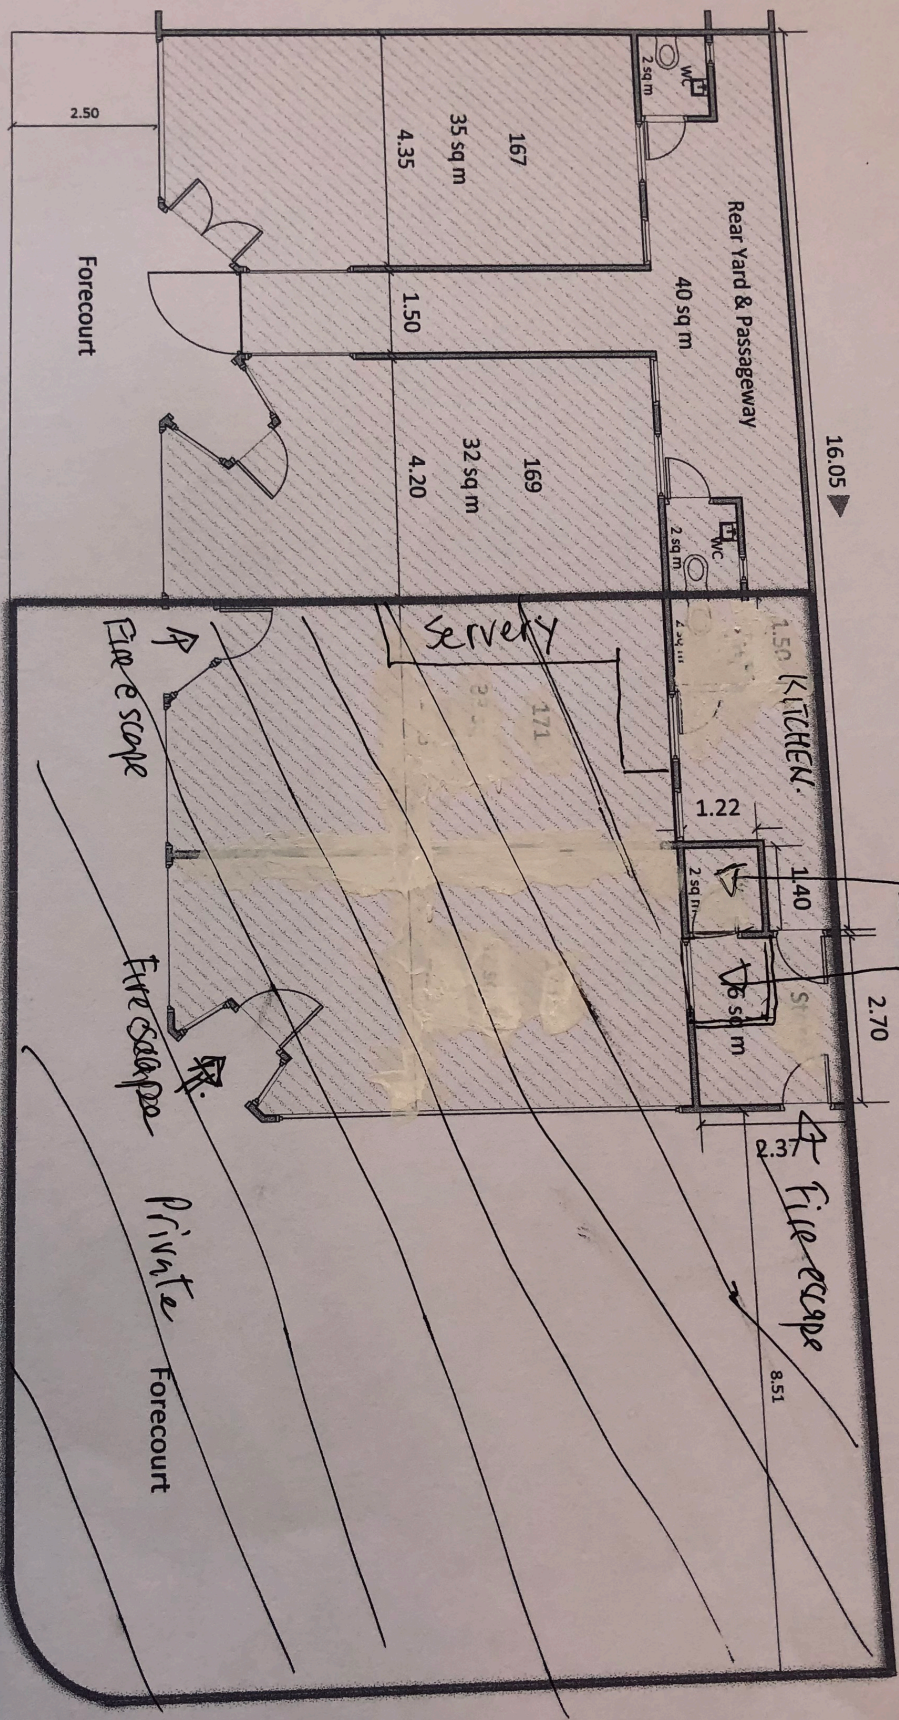 2.50
Forecourt
167
35 sq m
4.35
WC
2 sq m
Rear Yard & Passageway
40 sq m
1.50
16.05
169
32 sq m
4.20
WC
2 sq m
Servery
171
1.50
KITCHEN.
1.22
1.40
2 sq m
6 sq m
2.70
2.37
Fire escape
Fire escape
Fire escape
Private
Forecourt
8.51